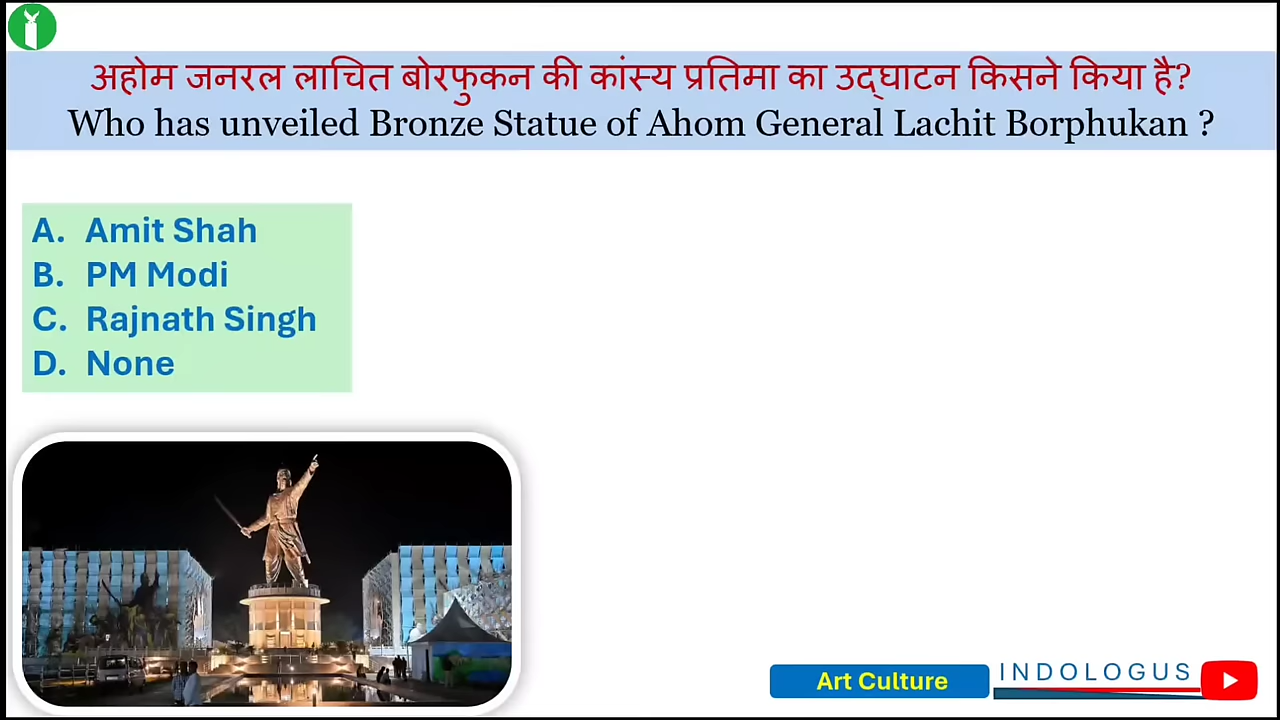 अहोम जनरल लाचित बोरफुकन की कांस्य प्रतिमा का उद्घाटन किसने किया है?
Who has unveiled Bronze Statue of Ahom General Lachit Borphukan ?
A. Amit Shah
B. PM Modi
C. Rajnath Singh
D. None
Art Culture
INDOLOGUS